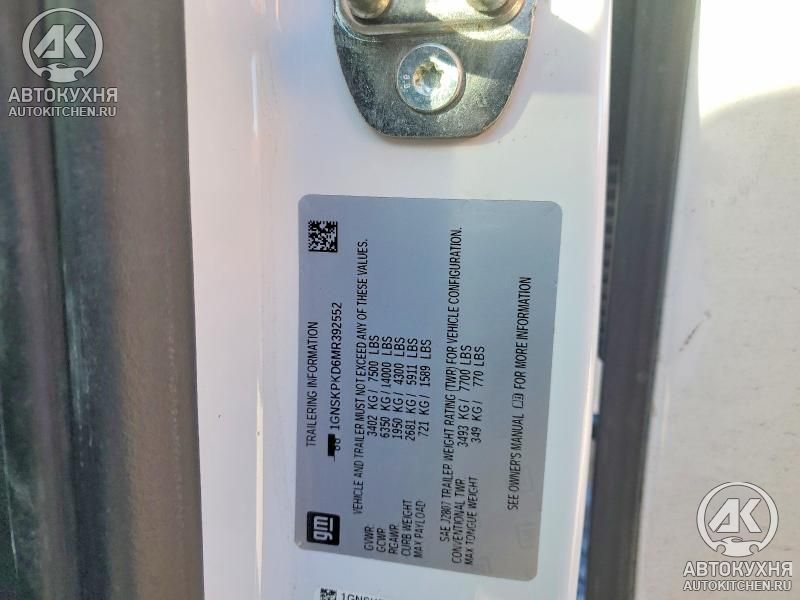 АВТОКУХНЯ
AUTOKITCHEN.RU
TRAILERING INFORMATION
1GNSKPKD6MR392552
VEHICLE AND TRAILER MUST NOT EXCEED ANY OF THESE VALUES.
GVWR: 3402 KG / 7500 LBS
GCWR: 6350 KG / 14000 LBS
RGAWR: 1950 KG / 4300 LBS
CURB WEIGHT 2681 KG / 5911 LBS
MAX PAYLOAD 721 KG / 1589 LBS
SAE J2807 TRAILER WEIGHT RATING (TWR) FOR VEHICLE CONFIGURATION.
CONVENTIONAL TWR 3493 KG / 7700 LBS
MAX TONGUE WEIGHT 349 KG / 770 LBS
SEE OWNER'S MANUAL FOR MORE INFORMATION
gm
АВТОКУХНЯ
AUTOKITCHEN.RU